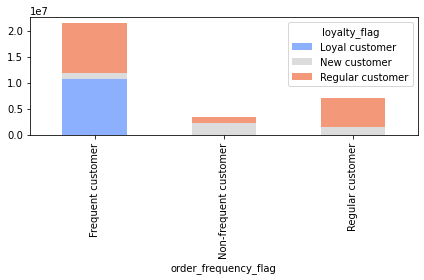 1e7
2.0
1.5
1.0
0.5
0.0
loyalty_flag
Loyal customer
New customer
Regular customer
Frequent customer
Non-frequent customer
Regular customer
order_frequency_flag